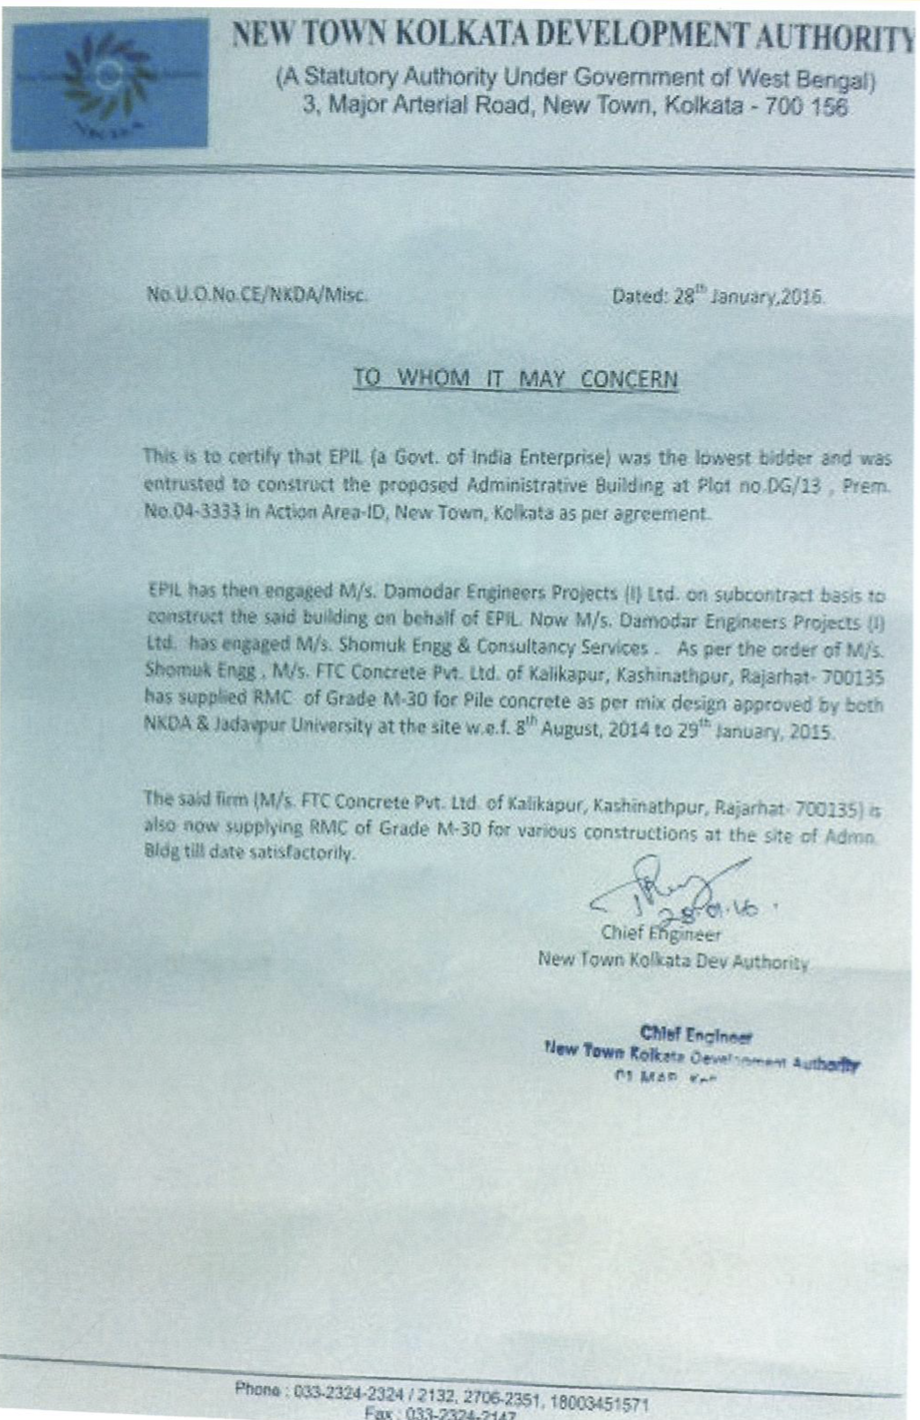 NEW TOWN KOLKATA DEVELOPMENT AUTHORITY
(A Statutory Authority Under Government of West Bengal)
3, Major Arterial Road, New Town, Kolkata - 700 156
No.U.O.No.CE/NKDA/Misc.
Dated: 28th January,2016.
TO WHOM IT MAY CONCERN
This is to certify that EPIL (a Govt. of India Enterprise) was the lowest bidder and was
entrusted to construct the proposed Administrative Building at Plot no.DG/13 , Prem.
No.04-3333 in Action Area-ID, New Town, Kolkata as per agreement.
EPIL has then engaged M/s. Damodar Engineers Projects (I) Ltd. on subcontract basis to
construct the said building on behalf of EPIL. Now M/s. Damodar Engineers Projects (I)
Ltd. has engaged M/s. Shomuk Engg & Consultancy Services . As per the order of M/s.
Shomuk Engg , M/s. FTC Concrete Pvt. Ltd. of Kalikapur, Kashinathpur, Rajarhat- 700135
has supplied RMC of Grade M-30 for Pile concrete as per mix design approved by both
NKDA & Jadavpur University at the site w.e.f. 8th August, 2014 to 29th January, 2015.
The said firm (M/s. FTC Concrete Pvt. Ltd. of Kalikapur, Kashinathpur, Rajarhat- 700135) is
also now supplying RMC of Grade M-30 for various constructions at the site of Admn.
Bldg till date satisfactorily.
28.01.16
Chief Engineer
New Town Kolkata Dev Authority
Chief Engineer
New Town Kolkata Development Authority
Phone : 033-2324-2324 / 2132, 2706-2351, 18003451571
Fax : 033-2324-2147